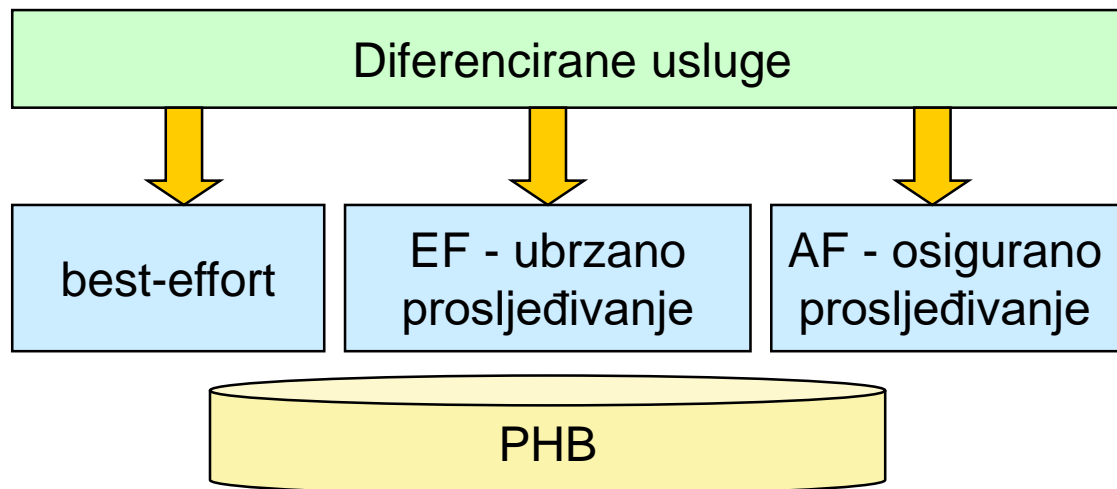 Diferencirane usluge
best-effort
EF - ubrzano
prosljeđivanje
AF - osigurano
prosljeđivanje
PHB